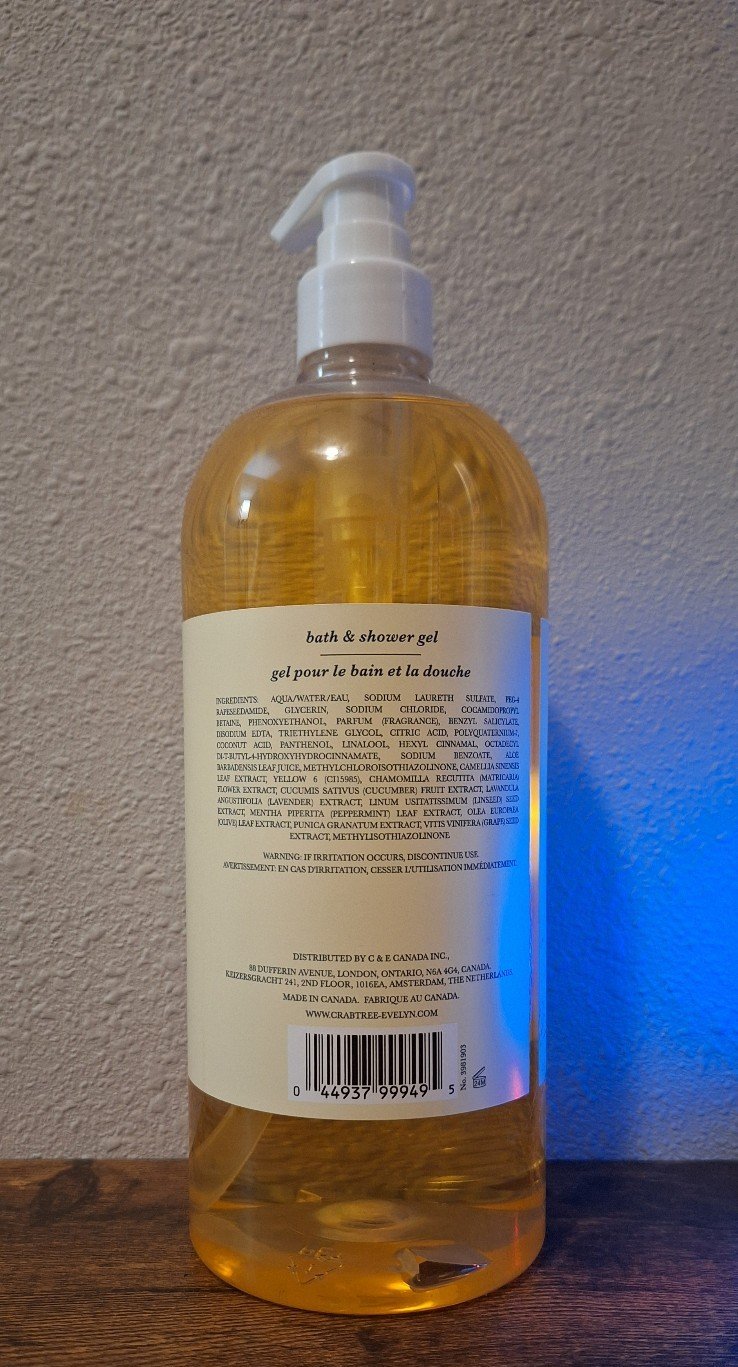 bath & shower gel
gel pour le bain et la douche
INGREDIENTS: AQUA/WATER/EAU, SODIUM LAURETH SULFATE, PEG-4
RAPESEEDAMIDE, GLYCERIN, SODIUM CHLORIDE, COCAMIDOPROPYL
BETAINE, PHENOXYETHANOL, PARFUM (FRAGRANCE), BENZYL SALICYLATE,
DISODIUM EDTA, TRIETHYLENE GLYCOL, CITRIC ACID, POLYQUATERNIUM-7,
COCONUT ACID, PANTHENOL, LINALOOL, HEXYL CINNAMAL, OCTADECYL
DI-T-BUTYL-4-HYDROXYHYDROCINNAMATE, SODIUM BENZOATE, ALOE
BARBADENSIS LEAF JUICE, METHYLCHLOROISOTHIAZOLINONE, CAMELLIA SINENSIS
LEAF EXTRACT, YELLOW 6 (CI15985), CHAMOMILLA RECUTITA (MATRICARIA)
FLOWER EXTRACT, CUCUMIS SATIVUS (CUCUMBER) FRUIT EXTRACT, LAVANDULA
ANGUSTIFOLIA (LAVENDER) EXTRACT, LINUM USITATISSIMUM (LINSEED) SEED
EXTRACT, MENTHA PIPERITA (PEPPERMINT) LEAF EXTRACT, OLEA EUROPAEA
(OLIVE) LEAF EXTRACT, PUNICA GRANATUM EXTRACT, VITIS VINIFERA (GRAPE) SEED
EXTRACT, METHYLISOTHIAZOLINONE
WARNING: IF IRRITATION OCCURS, DISCONTINUE USE.
AVERTISSEMENT: EN CAS D'IRRITATION, CESSER L'UTILISATION IMMÉDIATEMENT.
DISTRIBUTED BY C & E CANADA INC.,
88 DUFFERIN AVENUE, LONDON, ONTARIO, N6A 4G4, CANADA.
KEIZERSGRACHT 241, 2ND FLOOR, 1016EA, AMSTERDAM, THE NETHERLANDS.
MADE IN CANADA. FABRIQUE AU CANADA.
WWW.CRABTREE-EVELYN.COM
0 44937 99949 5
No. 3981903
24M